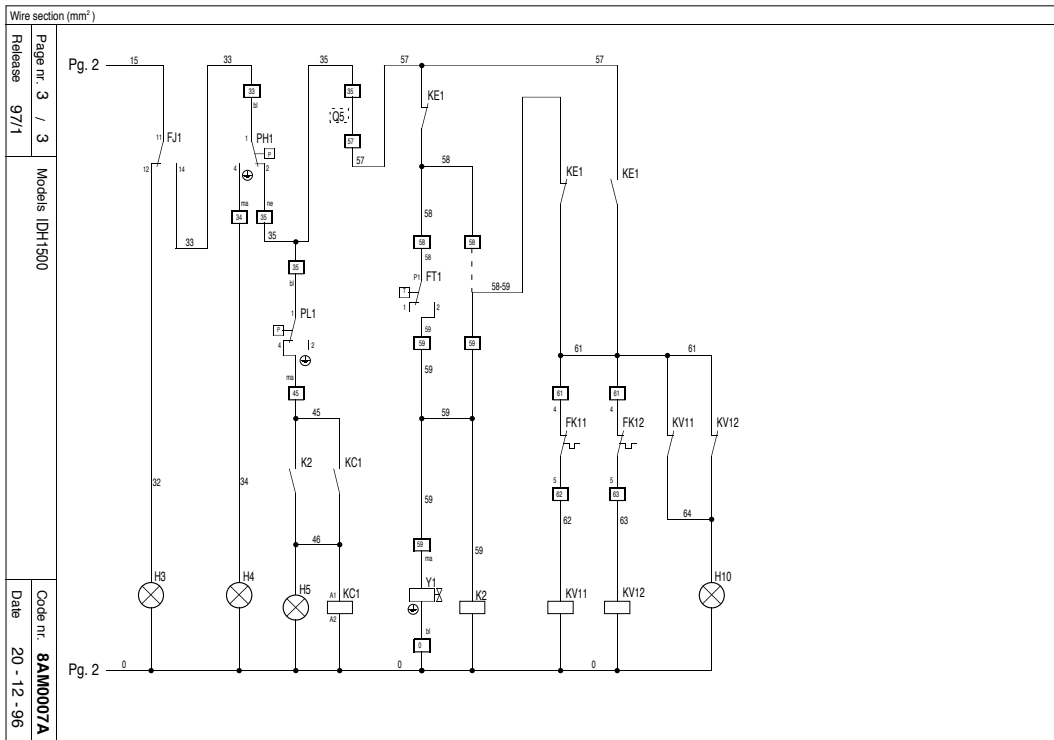 Wire section (mm²)
Page nr. 3 / 3
Release 97/1
Models IDH1500
Code nr. 8AM0007A
Date 20 - 12 - 96
Pg. 2
15
33
35
57
57
33
bl
35
Q5
57
57
KE1
58
11
FJ1
12
14
1
PH1
P
4
2
ma
ne
34
35
33
35
35
bl
1
PL1
P
4
2
ma
45
45
K2
KC1
46
32
34
58
58
58
58
P1
FT1
T
1
2
59
59
59
59
58-59
59
59
59
59
ma
KE1
KE1
61
61
61
61
4
4
FK11
FK12
KV11
KV12
5
5
62
63
62
63
64
H3
H4
H5
A1
KC1
A2
Y1
K2
KV11
KV12
H10
bl
0
Pg. 2
0
0
0